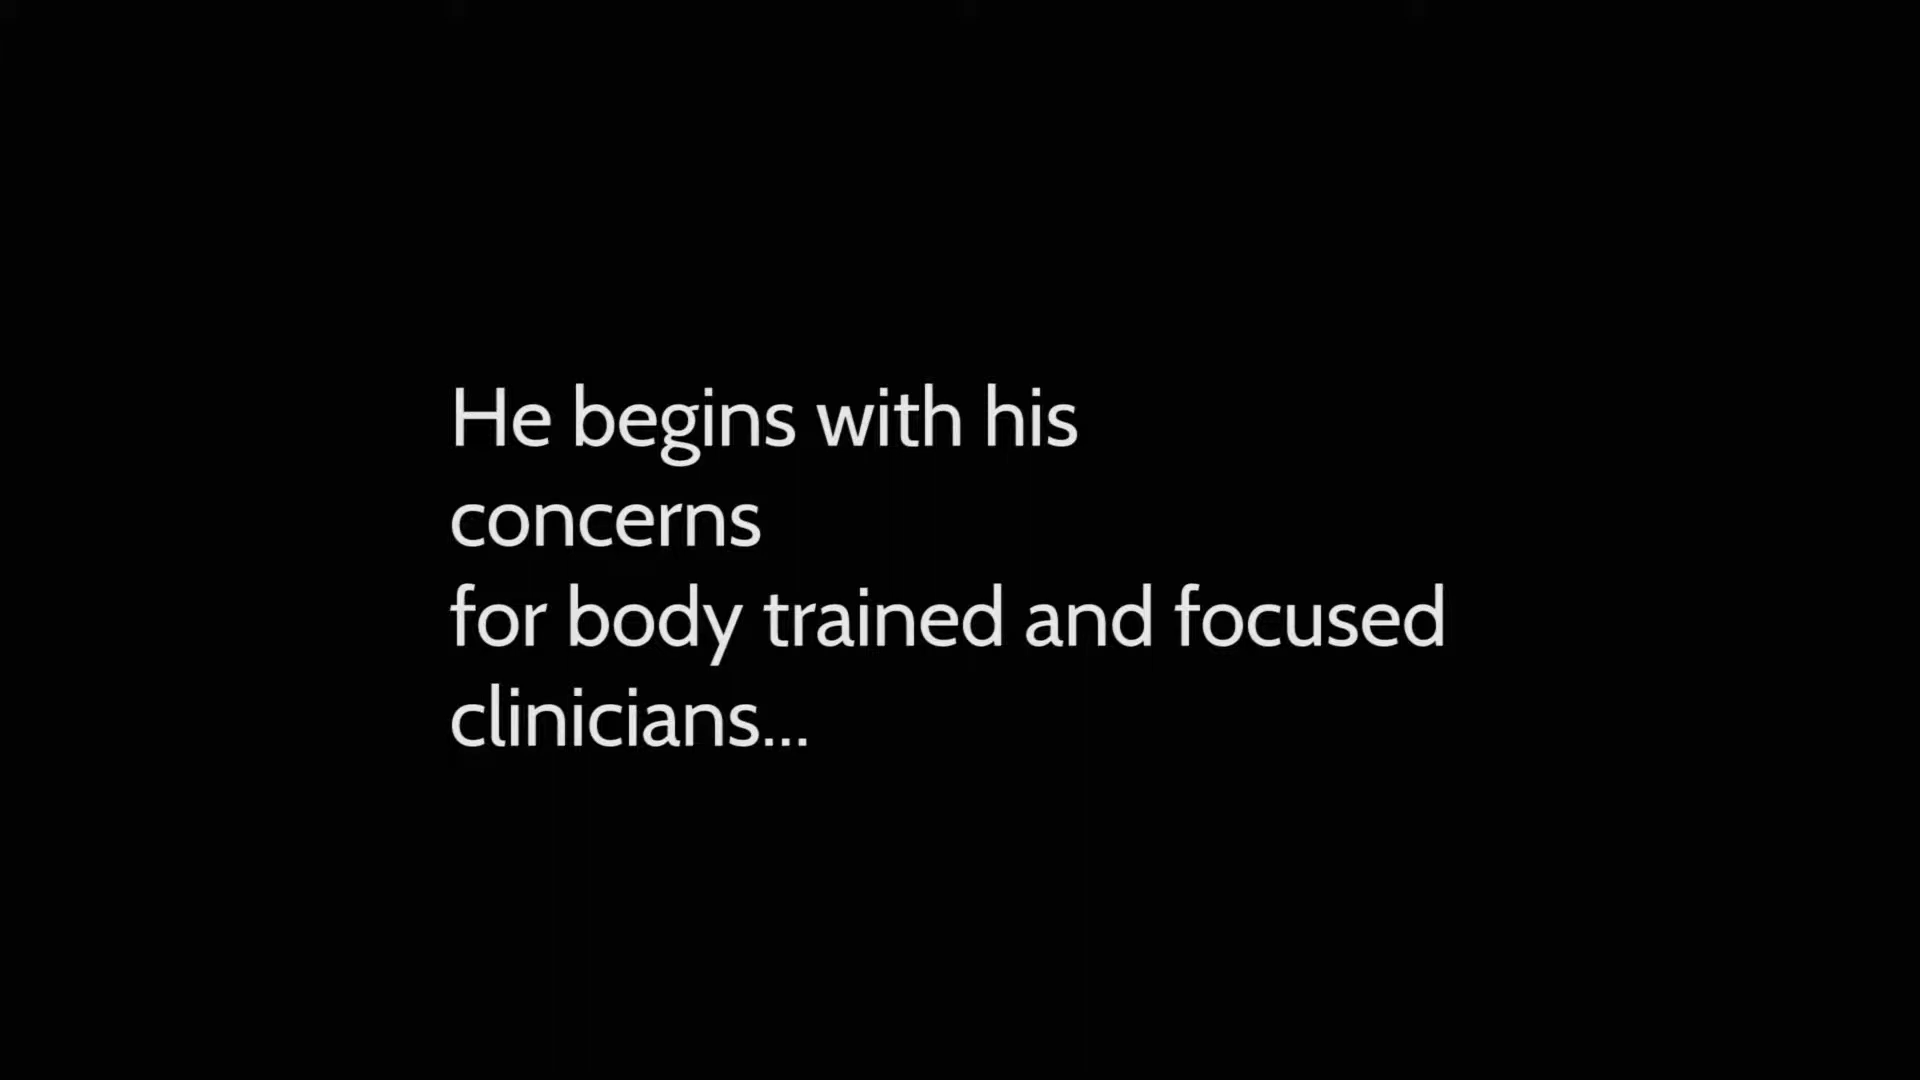 He begins with his
concerns
for body trained and focused
clinicians...